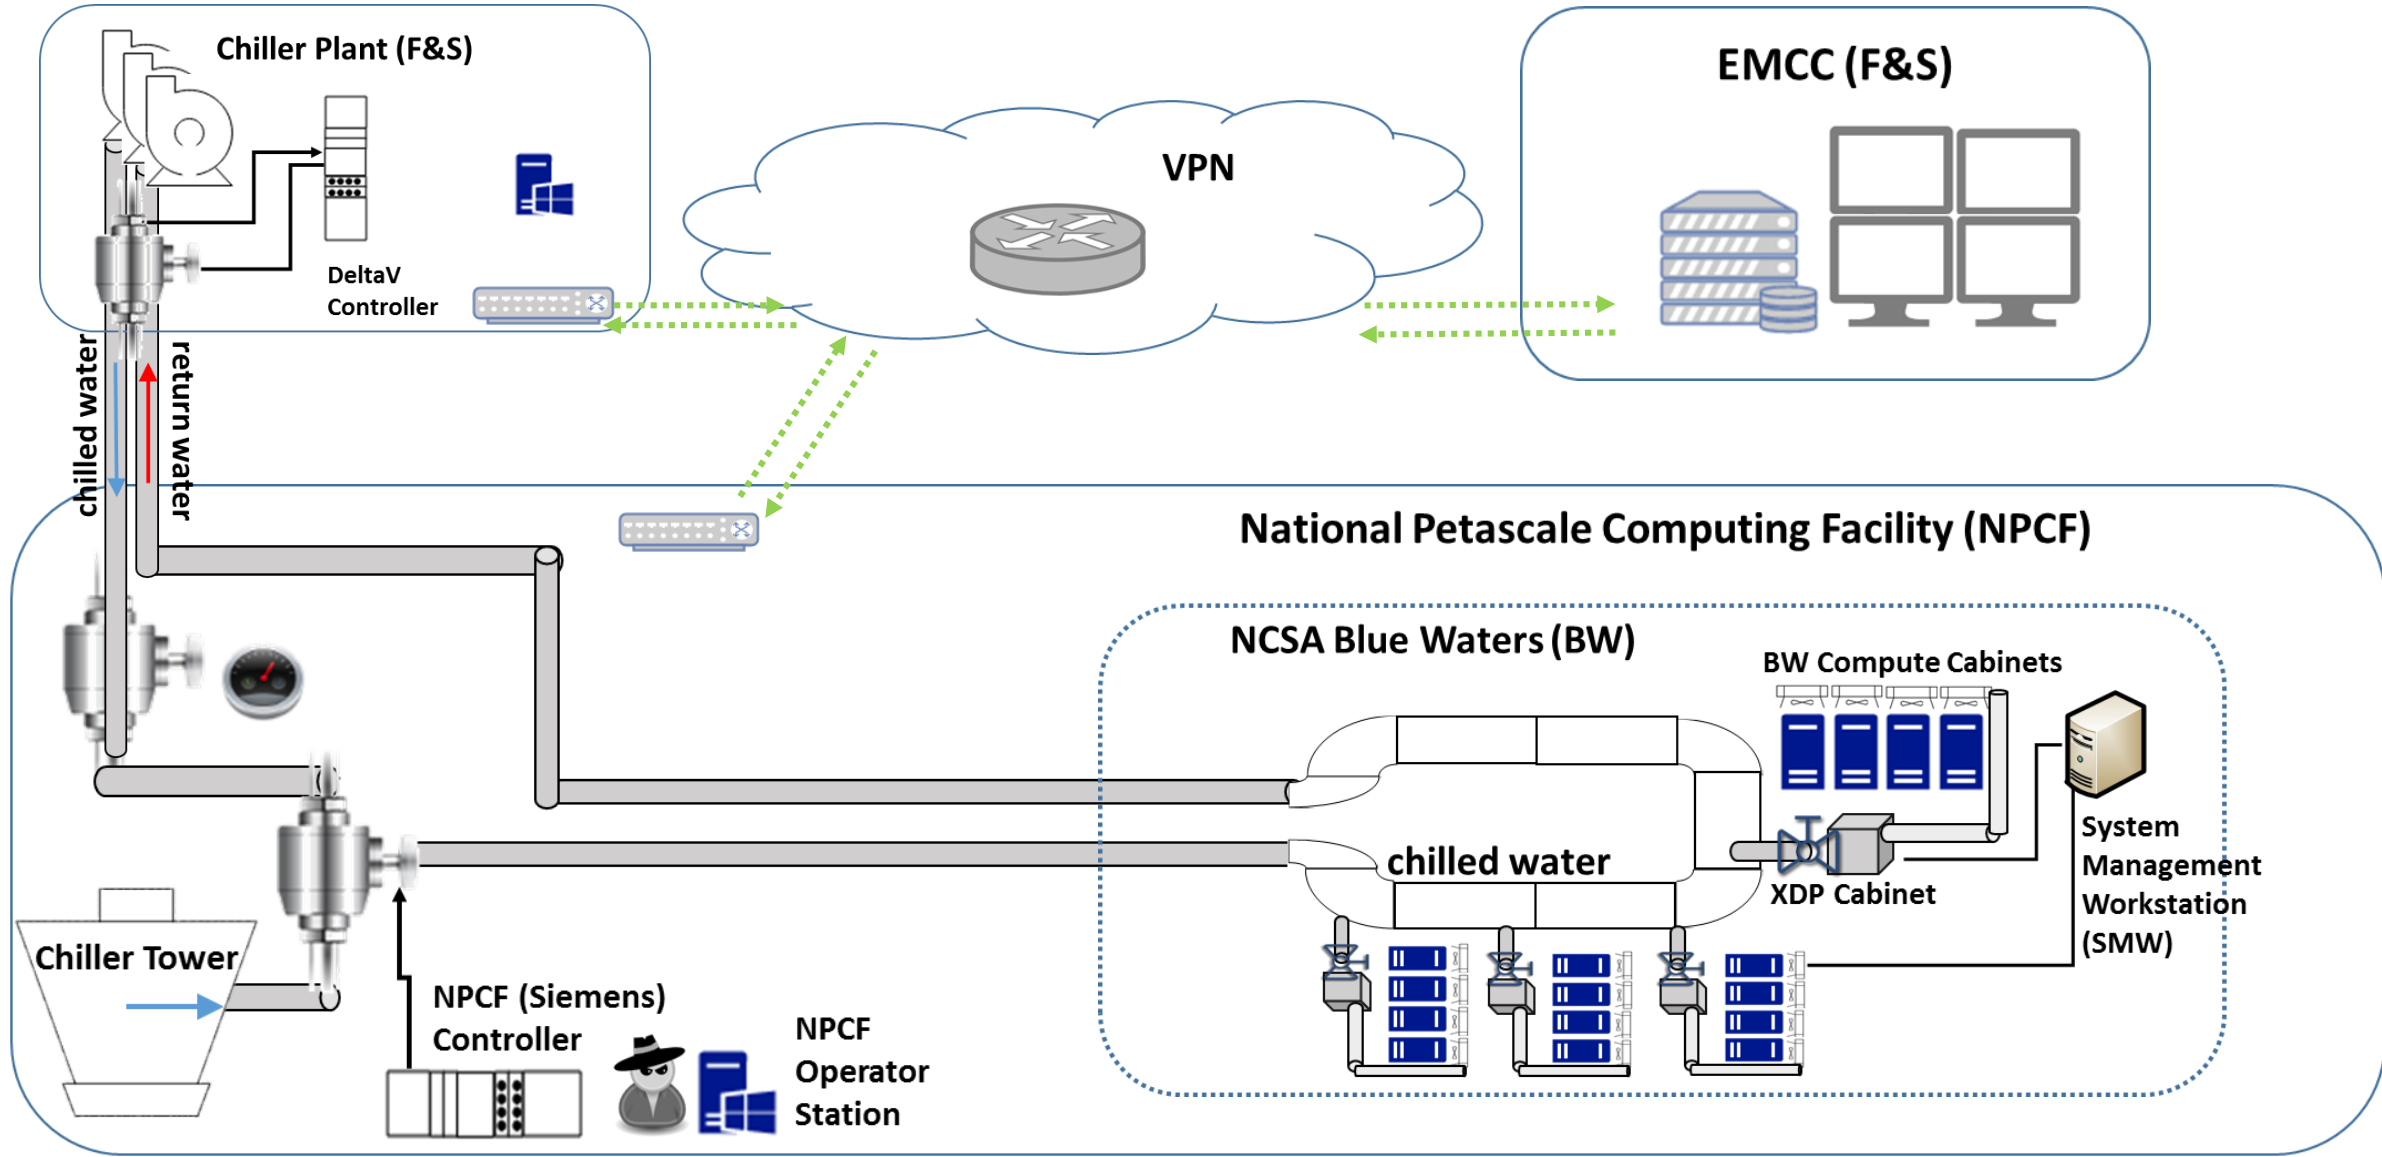 Chiller Plant (F&S)
EMCC (F&S)
VPN
DeltaV
Controller
chilled water
return water
National Petascale Computing Facility (NPCF)
NCSA Blue Waters (BW)
BW Compute Cabinets
chilled water
XDP Cabinet
System
Management
Workstation
(SMW)
Chiller Tower
NPCF (Siemens)
Controller
NPCF
Operator
Station